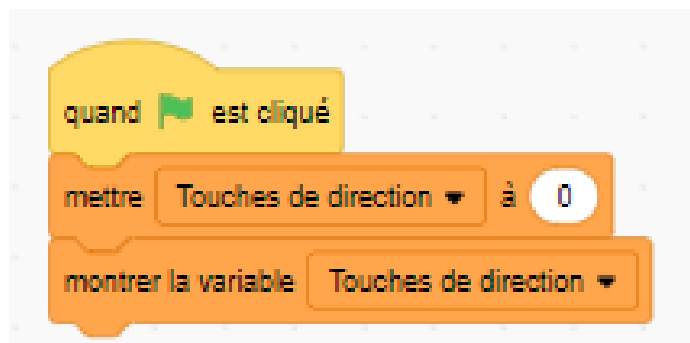 quand est cliqué
mettre Touches de direction à 0
montrer la variable Touches de direction